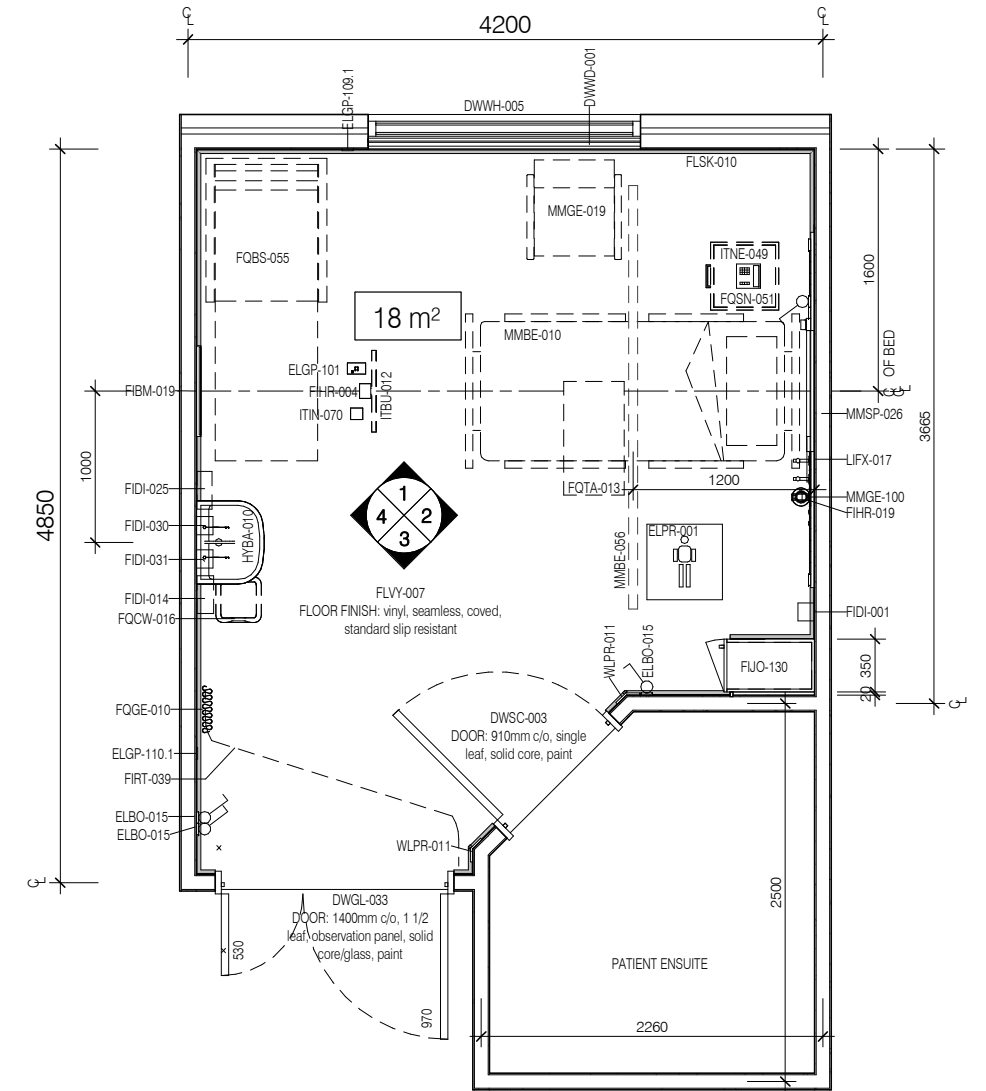 ℄
℄
4200
ELGP-109.1
DWWH-005
DWWD-001
FLSK-010
MMGE-019
ITNE-049
FQBS-055
FQSN-051
1600
18 m²
MMBE-010
℄ OF BED
ELGP-101
FIHR-004
ITBU-012
FIBM-019
ITIN-070
℄
MMSP-026
3665
1000
LIFX-017
FIDI-025
FQTA-013
1200
MMGE-100
FIHR-019
4850
1
4 2
3
FIDI-030
HYBA-010
FIDI-031
MMBE-056
ELPR-001
FIDI-014
FQCW-016
FLVY-007
FLOOR FINISH: vinyl, seamless, coved,
standard slip resistant
FIDI-001
WLPR-011
ELBO-015
FIJO-130
350
20
℄
FQGE-010
DWSC-003
DOOR: 910mm c/o, single
leaf, solid core, paint
ELGP-110.1
FIRT-039
ELBO-015
ELBO-015
WLPR-011
℄
DWGL-033
DOOR: 1400mm c/o, 1 1/2
leaf, observation panel, solid
core/glass, paint
530
970
2500
PATIENT ENSUITE
2260